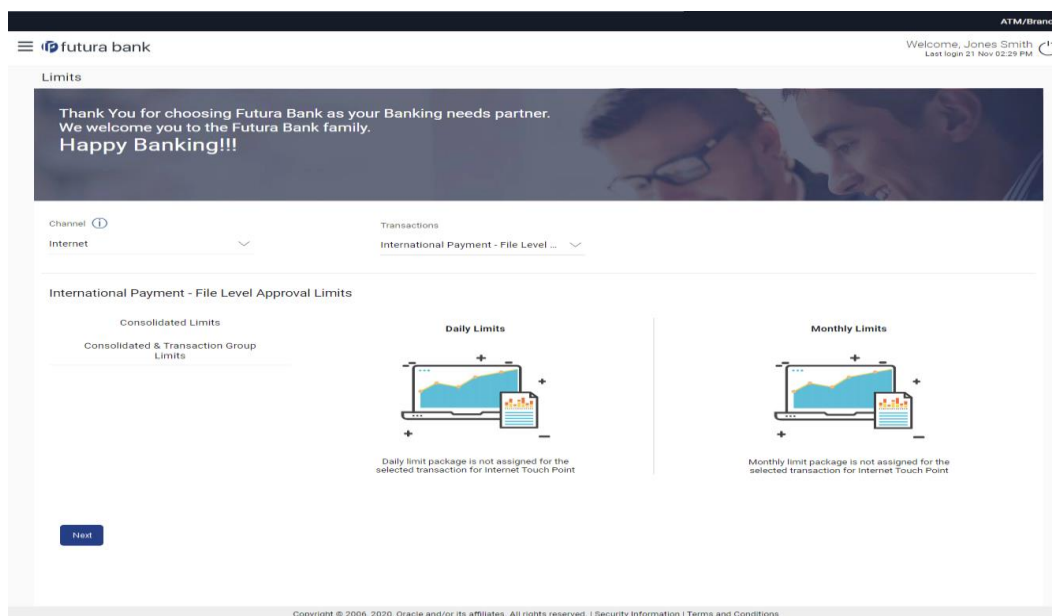 ATM/Branc
futura bank
Welcome, Jones Smith
Last login 21 Nov 02:29 PM
Limits
Thank You for choosing Futura Bank as your Banking needs partner.
We welcome you to the Futura Bank family.
Happy Banking!!!
Channel
Transactions
Internet
International Payment - File Level ...
International Payment - File Level Approval Limits
Consolidated Limits
Consolidated & Transaction Group
Limits
Daily Limits
Daily limit package is not assigned for the
selected transaction for Internet Touch Point
Monthly Limits
Monthly limit package is not assigned for the
selected transaction for Internet Touch Point
Next
Copyright © 2006, 2020, Oracle and/or its affiliates. All rights reserved. | Security Information | Terms and Conditions